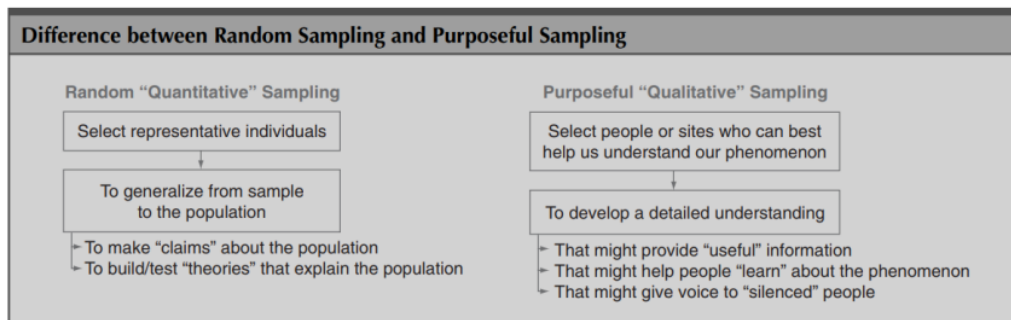 Difference between Random Sampling and Purposeful Sampling
Random “Quantitative” Sampling
Select representative individuals
To generalize from sample
to the population
To make “claims” about the population
To build/test “theories” that explain the population
Purposeful “Qualitative” Sampling
Select people or sites who can best
help us understand our phenomenon
To develop a detailed understanding
That might provide “useful” information
That might help people “learn” about the phenomenon
That might give voice to “silenced” people